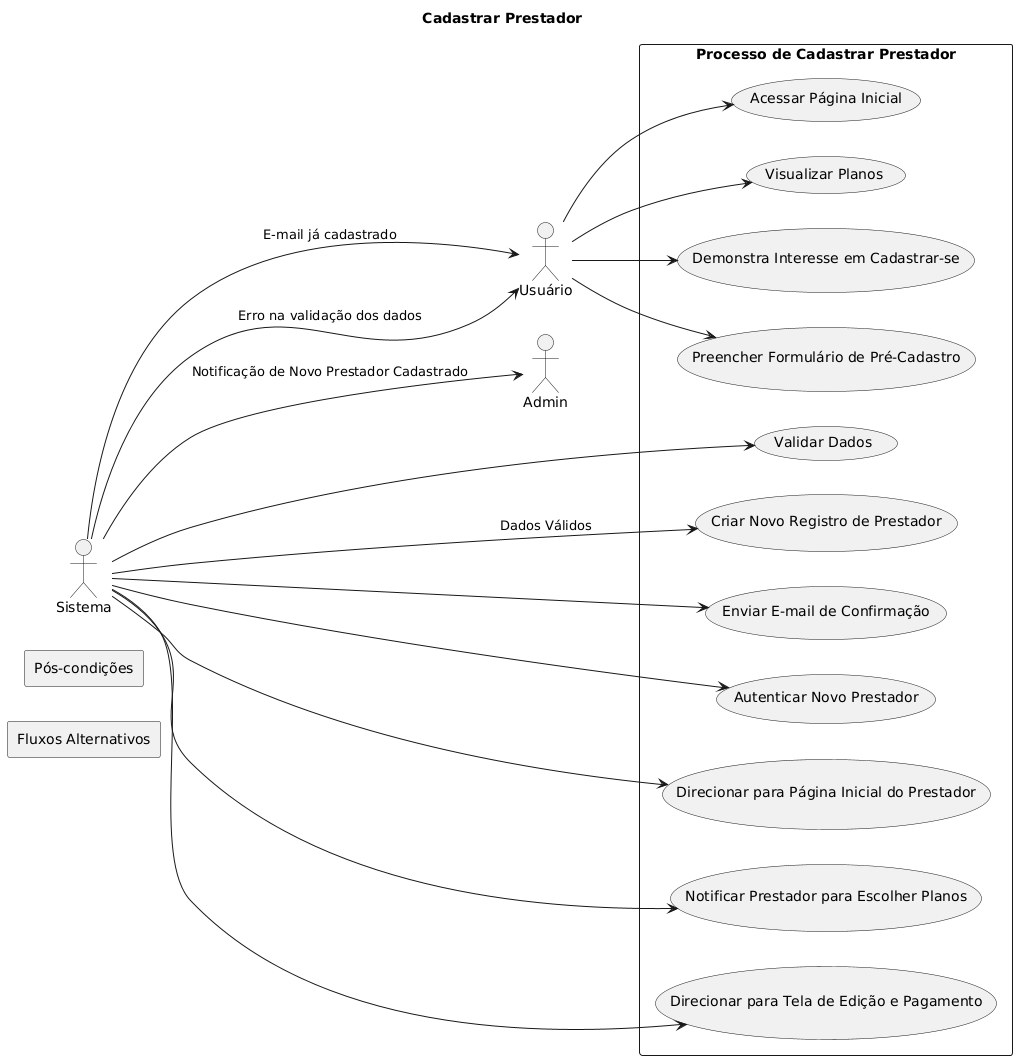 Cadastrar Prestador
Processo de Cadastrar Prestador
Acessar Página Inicial
Visualizar Planos
E-mail já cadastrado
Demonstra Interesse em Cadastrar-se
Usuário
Erro na validação dos dados
Preencher Formulário de Pré-Cadastro
Notificação de Novo Prestador Cadastrado
Admin
Validar Dados
Dados Válidos
Criar Novo Registro de Prestador
Sistema
Enviar E-mail de Confirmação
Pós-condições
Autenticar Novo Prestador
Fluxos Alternativos
Direcionar para Página Inicial do Prestador
Notificar Prestador para Escolher Planos
Direcionar para Tela de Edição e Pagamento